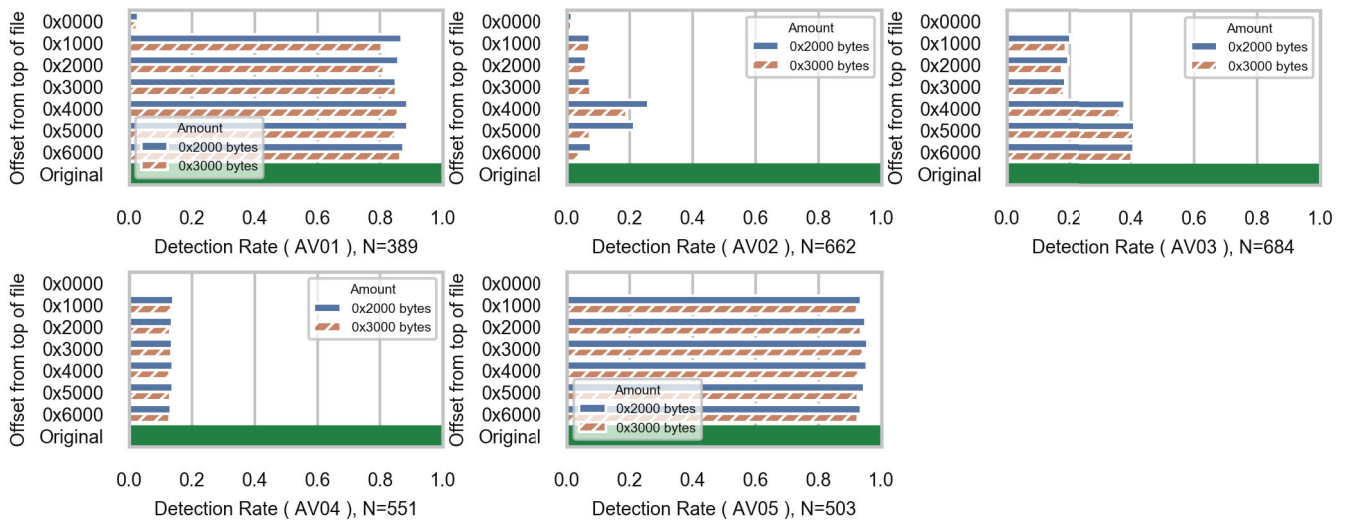 Offset from top of file
0x0000
0x1000
0x2000
0x3000
0x4000
0x5000
0x6000
Original
Amount
0x2000 bytes
0x3000 bytes
0.0 0.2 0.4 0.6 0.8 1.0
Detection Rate ( AV01 ), N=389
Offset from top of file
0x0000
0x1000
0x2000
0x3000
0x4000
0x5000
0x6000
Original
Amount
0x2000 bytes
0x3000 bytes
0.0 0.2 0.4 0.6 0.8 1.0
Detection Rate ( AV02 ), N=662
Offset from top of file
0x0000
0x1000
0x2000
0x3000
0x4000
0x5000
0x6000
Original
Amount
0x2000 bytes
0x3000 bytes
0.0 0.2 0.4 0.6 0.8 1.0
Detection Rate ( AV03 ), N=684
Offset from top of file
0x0000
0x1000
0x2000
0x3000
0x4000
0x5000
0x6000
Original
Amount
0x2000 bytes
0x3000 bytes
0.0 0.2 0.4 0.6 0.8 1.0
Detection Rate ( AV04 ), N=551
Offset from top of file
0x0000
0x1000
0x2000
0x3000
0x4000
0x5000
0x6000
Original
Amount
0x2000 bytes
0x3000 bytes
0.0 0.2 0.4 0.6 0.8 1.0
Detection Rate ( AV05 ), N=503